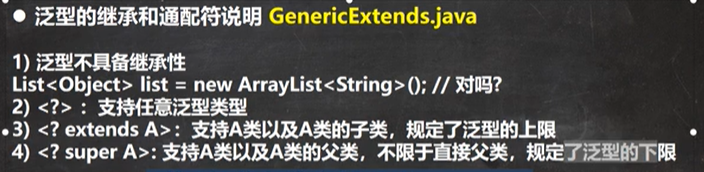 ● 泛型的继承和通配符说明 GenericExtends.java
1) 泛型不具备继承性
List<Object> list = new ArrayList<String>(); // 对吗?
2) <?> ：支持任意泛型类型
3) <? extends A>：支持A类以及A类的子类，规定了泛型的上限
4) <? super A>: 支持A类以及A类的父类，不限于直接父类，规定了泛型的下限